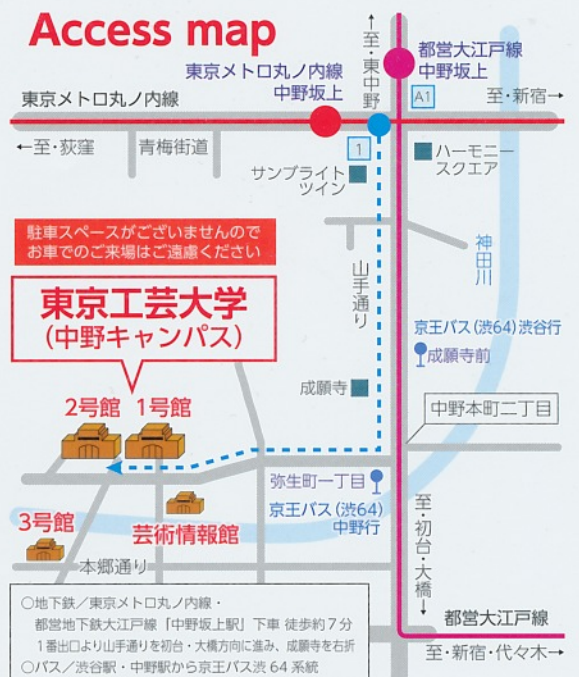 Access map
↑至・東中野
都営大江戸線
中野坂上
東京メトロ丸ノ内線
中野坂上
A1
東京メトロ丸ノ内線
至・新宿→
←至・荻窪
青梅街道
1
ハーモニー
スクエア
サンブライト
ツイン
駐車スペースがございませんので
お車でのご来場はご遠慮ください
神田川
山手通り
東京工芸大学
(中野キャンパス)
京王バス(渋64)渋谷行
成願寺前
成願寺
中野本町二丁目
2号館
1号館
弥生町一丁目
京王バス(渋64)
中野行
至・初台・大橋→
3号館
芸術情報館
本郷通り
○地下鉄/東京メトロ丸ノ内線・
都営地下鉄大江戸線「中野坂上駅」下車 徒歩約7分
1番出口より山手通りを初台・大橋方向に進み、成願寺を右折
○バス/渋谷駅・中野駅から京王バス渋64系統
都営大江戸線
至・新宿・代々木→